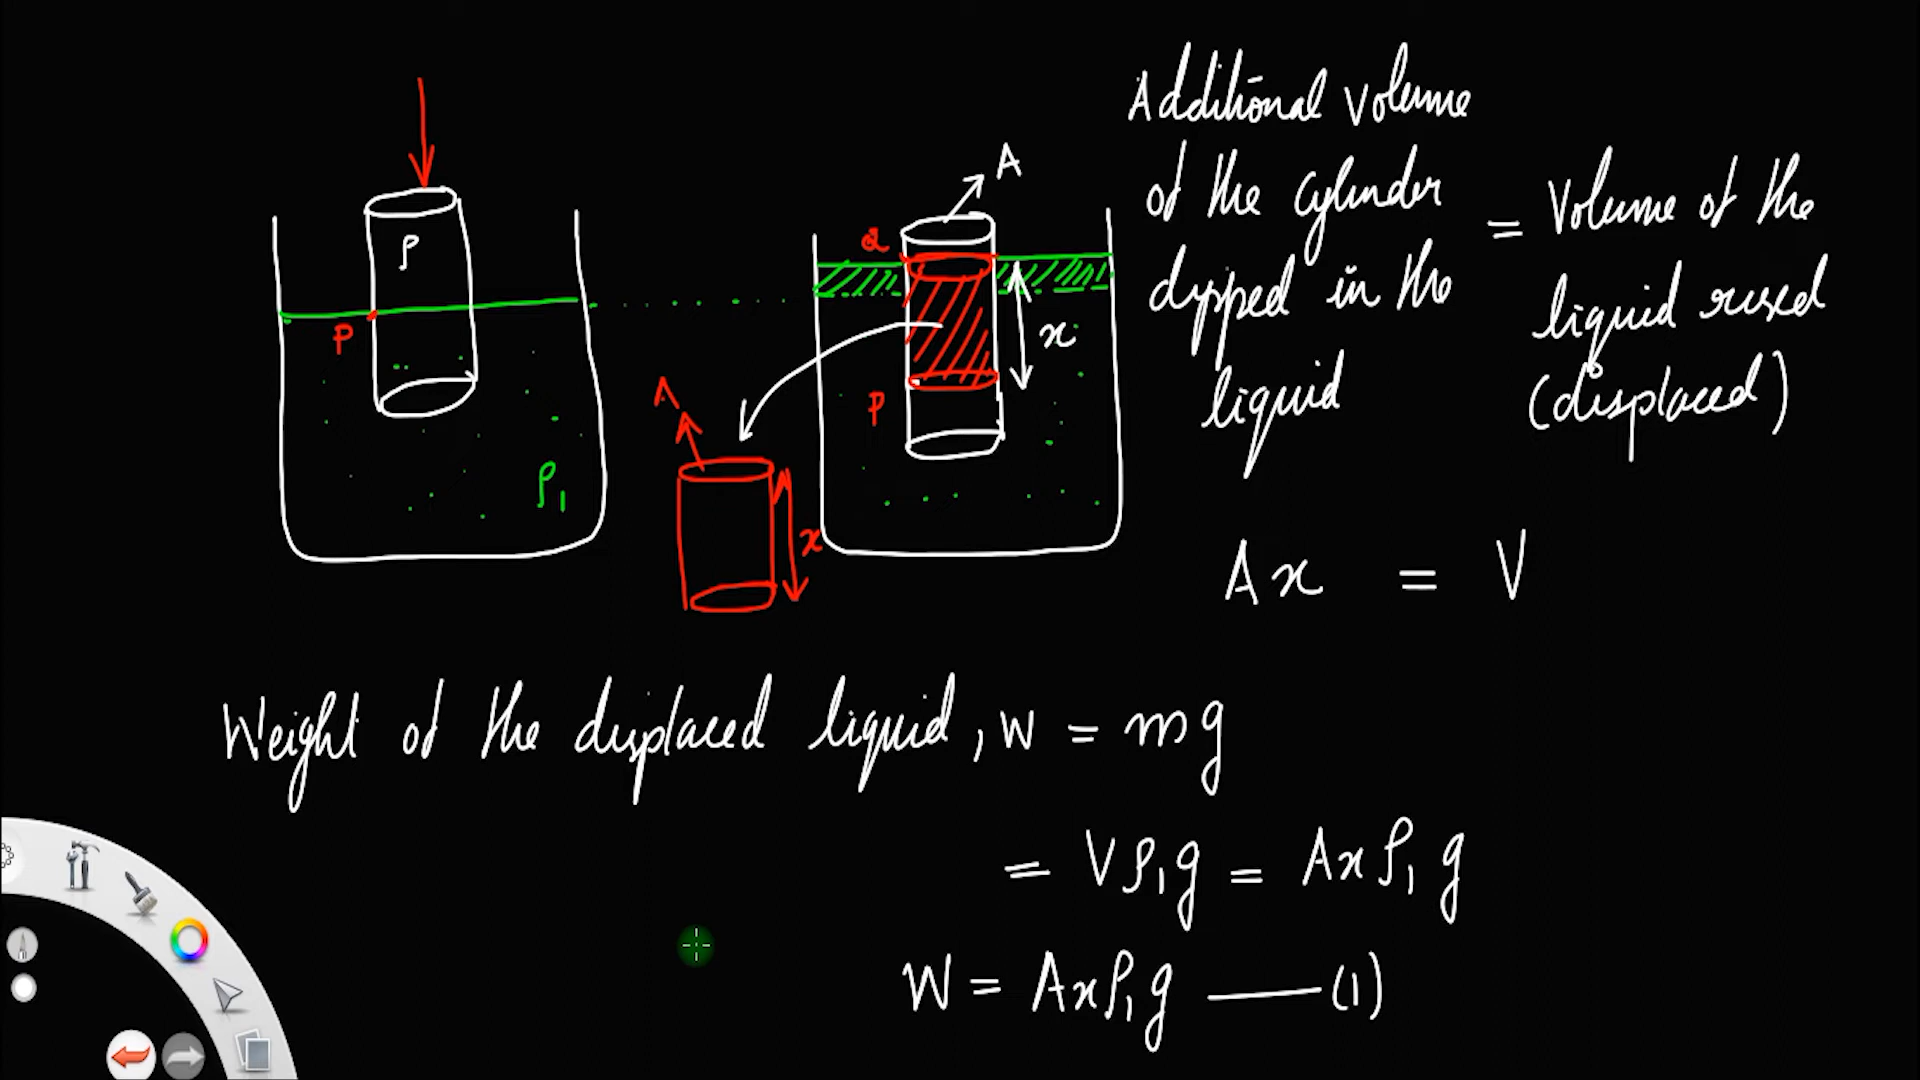 ρ
P
ρ₁
A
Q
x
P
A
x
Additional volume
of the cylinder
dipped in the
liquid
= Volume of the
liquid rised
(displaced)
Ax = V
Weight of the displaced liquid, W = mg
= Vρ₁g = Axρ₁g
W = Axρ₁g —— (1)